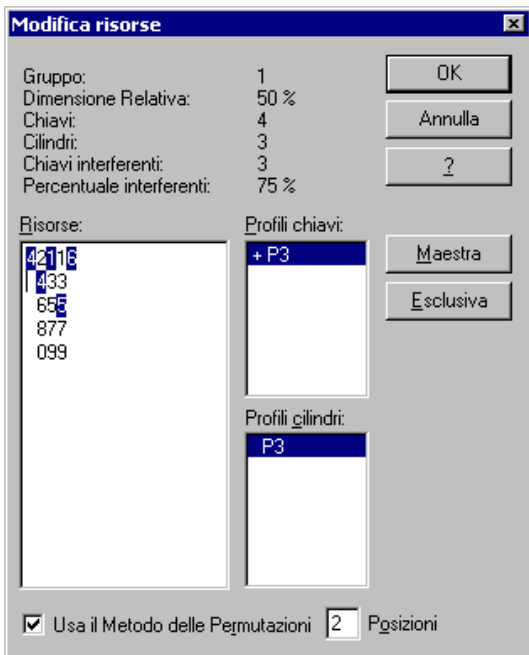 Modifica risorse
Gruppo: 1
Dimensione Relativa: 50 %
Chiavi: 4
Cilindri: 3
Chiavi interferenti: 3
Percentuale interferenti: 75 %
OK
Annulla
?
Risorse:
42116
433
655
877
099
Profili chiavi:
+ P3
Maestra
Esclusiva
Profili cilindri:
P3
Usa il Metodo delle Permutazioni 2 Posizioni